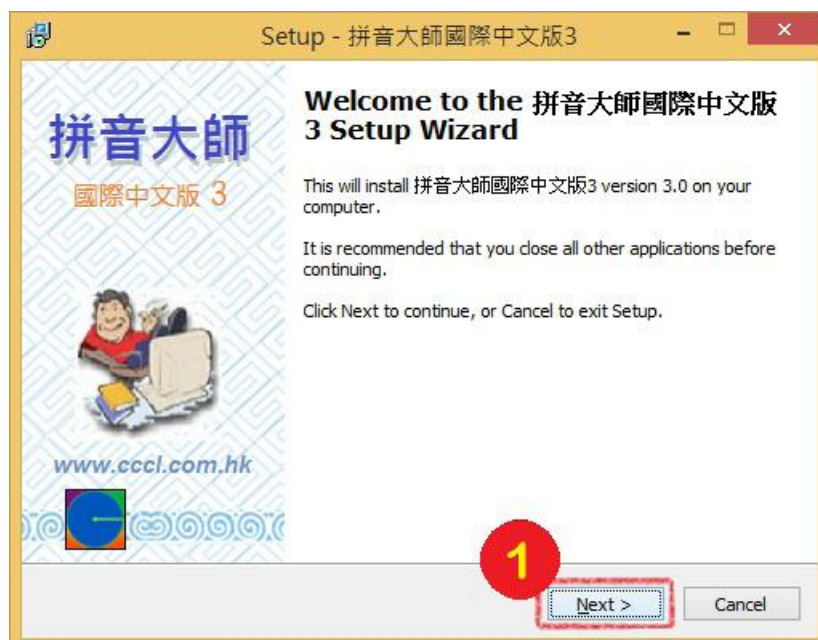 Setup - 拼音大師國際中文版3
拼音大師
國際中文版 3
www.cccl.com.hk
Welcome to the 拼音大師國際中文版
3 Setup Wizard
This will install 拼音大師國際中文版3 version 3.0 on your
computer.
It is recommended that you close all other applications before
continuing.
Click Next to continue, or Cancel to exit Setup.
1
Next >
Cancel